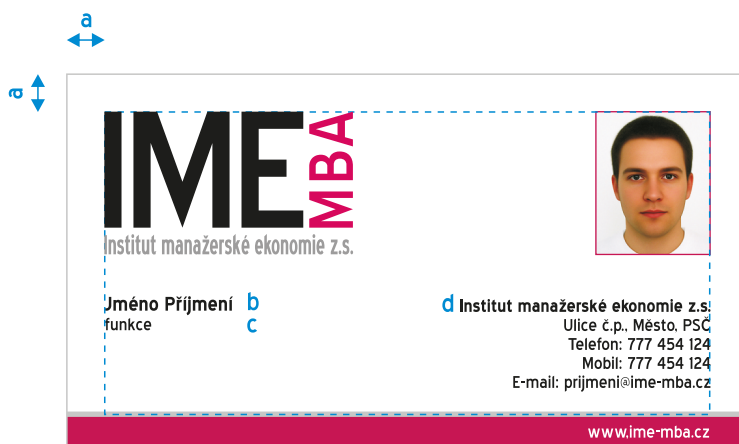 a
a
IME MBA
Institut manažerské ekonomie z.s.
Jméno Příjmení b
funkce c
d Institut manažerské ekonomie z.s.
Ulice č.p., Město, PSČ
Telefon: 777 454 124
Mobil: 777 454 124
E-mail: prijmeni@ime-mba.cz
www.ime-mba.cz